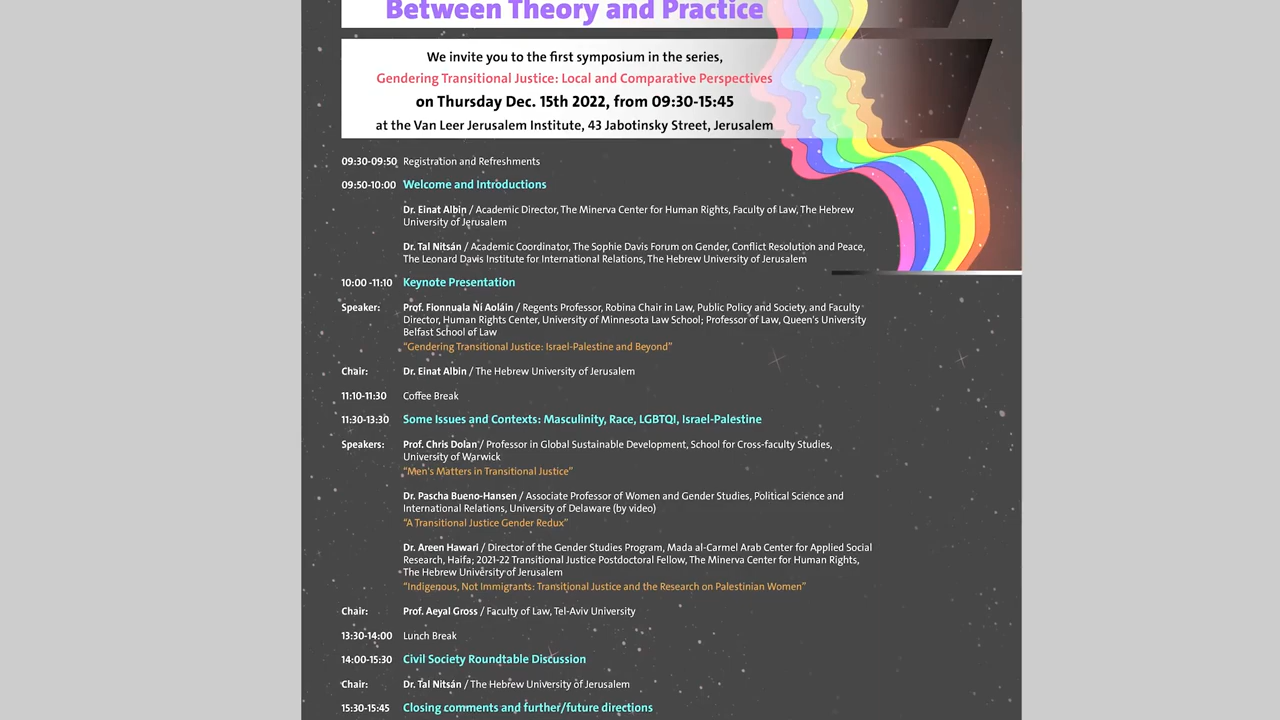 Between Theory and Practice
We invite you to the first symposium in the series,
Gendering Transitional Justice: Local and Comparative Perspectives
on Thursday Dec. 15th 2022, from 09:30-15:45
at the Van Leer Jerusalem Institute, 43 Jabotinsky Street, Jerusalem
09:30-09:50 Registration and Refreshments
09:50-10:00 Welcome and Introductions
Dr. Einat Albin / Academic Director, The Minerva Center for Human Rights, Faculty of Law, The Hebrew
University of Jerusalem
Dr. Tal Nitsán / Academic Coordinator, The Sophie Davis Forum on Gender, Conflict Resolution and Peace,
The Leonard Davis Institute for International Relations, The Hebrew University of Jerusalem
10:00 -11:10 Keynote Presentation
Speaker: Prof. Fionnuala Ní Aoláin / Regents Professor, Robina Chair in Law, Public Policy and Society, and Faculty
Director, Human Rights Center, University of Minnesota Law School; Professor of Law, Queen's University
Belfast School of Law
"Gendering Transitional Justice: Israel-Palestine and Beyond"
Chair: Dr. Einat Albin / The Hebrew University of Jerusalem
11:10-11:30 Coffee Break
11:30-13:30 Some Issues and Contexts: Masculinity, Race, LGBTQI, Israel-Palestine
Speakers: Prof. Chris Dolan / Professor in Global Sustainable Development, School for Cross-faculty Studies,
University of Warwick
"Men's Matters in Transitional Justice"
Dr. Pascha Bueno-Hansen / Associate Professor of Women and Gender Studies, Political Science and
International Relations, University of Delaware (by video)
"A Transitional Justice Gender Redux"
Dr. Areen Hawari / Director of the Gender Studies Program, Mada al-Carmel Arab Center for Applied Social
Research, Haifa; 2021-22 Transitional Justice Postdoctoral Fellow, The Minerva Center for Human Rights,
The Hebrew University of Jerusalem
"Indigenous, Not Immigrants: Transitional Justice and the Research on Palestinian Women"
Chair: Prof. Aeyal Gross / Faculty of Law, Tel-Aviv University
13:30-14:00 Lunch Break
14:00-15:30 Civil Society Roundtable Discussion
Chair: Dr. Tal Nitsán / The Hebrew University of Jerusalem
15:30-15:45 Closing comments and further/future directions